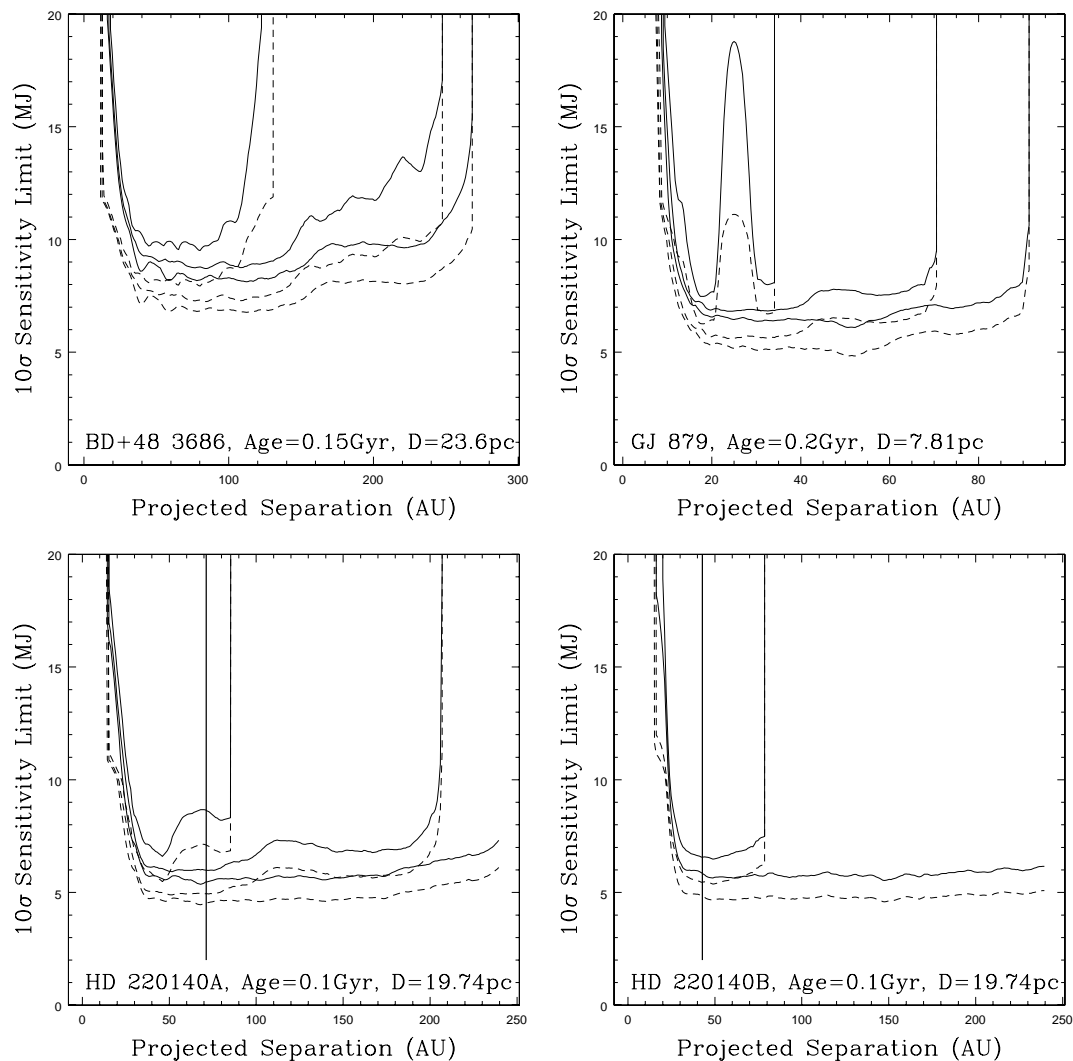 20
15
10
5
0
10σ Sensitivity Limit (MJ)
BD+48 3686, Age=0.15Gyr, D=23.6pc
0 100 200 300
Projected Separation (AU)
20
15
10
5
0
10σ Sensitivity Limit (MJ)
GJ 879, Age=0.2Gyr, D=7.81pc
0 20 40 60 80
Projected Separation (AU)
20
15
10
5
0
10σ Sensitivity Limit (MJ)
HD 220140A, Age=0.1Gyr, D=19.74pc
0 50 100 150 200 250
Projected Separation (AU)
20
15
10
5
0
10σ Sensitivity Limit (MJ)
HD 220140B, Age=0.1Gyr, D=19.74pc
0 50 100 150 200 250
Projected Separation (AU)